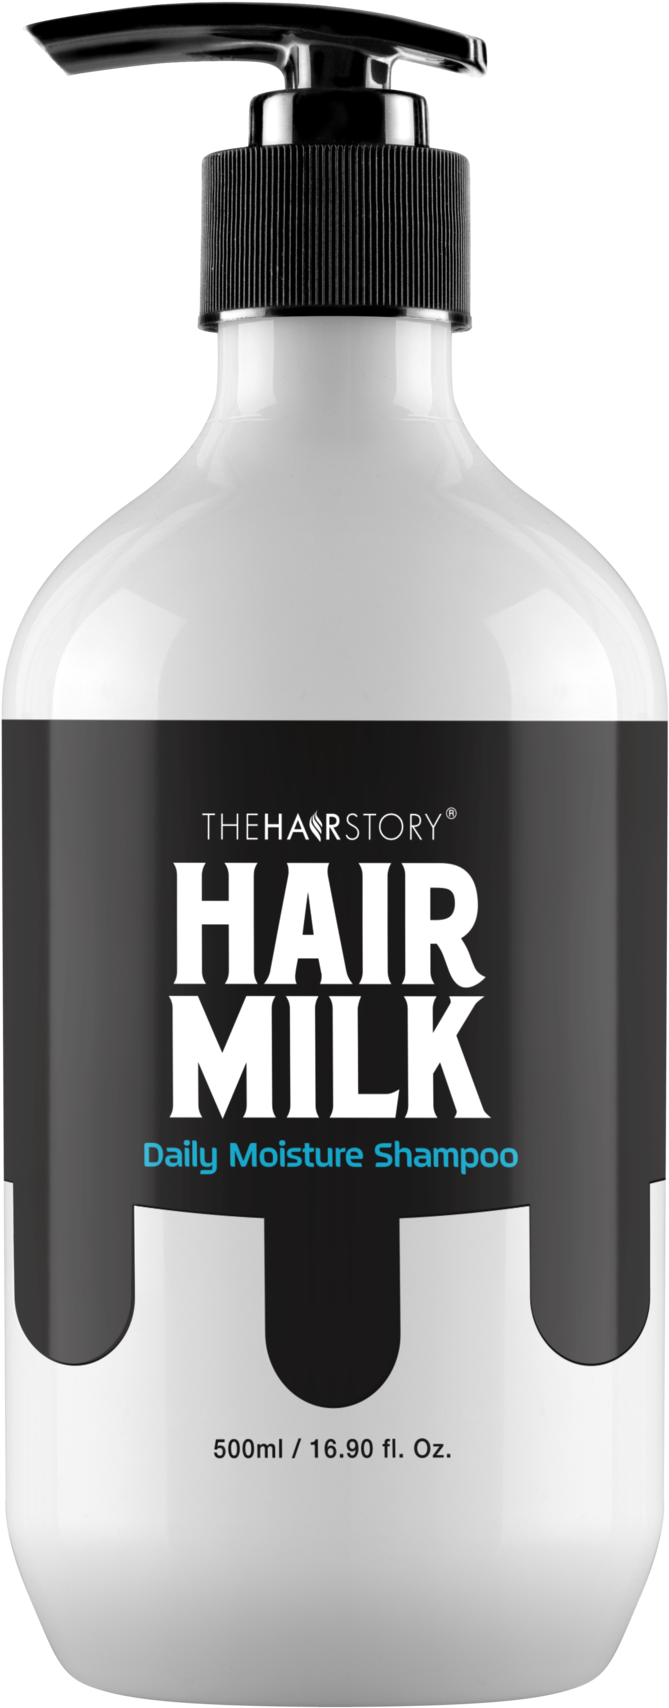 THEHAIRSTORY®
HAIR
MILK
Daily Moisture Shampoo
500ml / 16.90 fl. Oz.